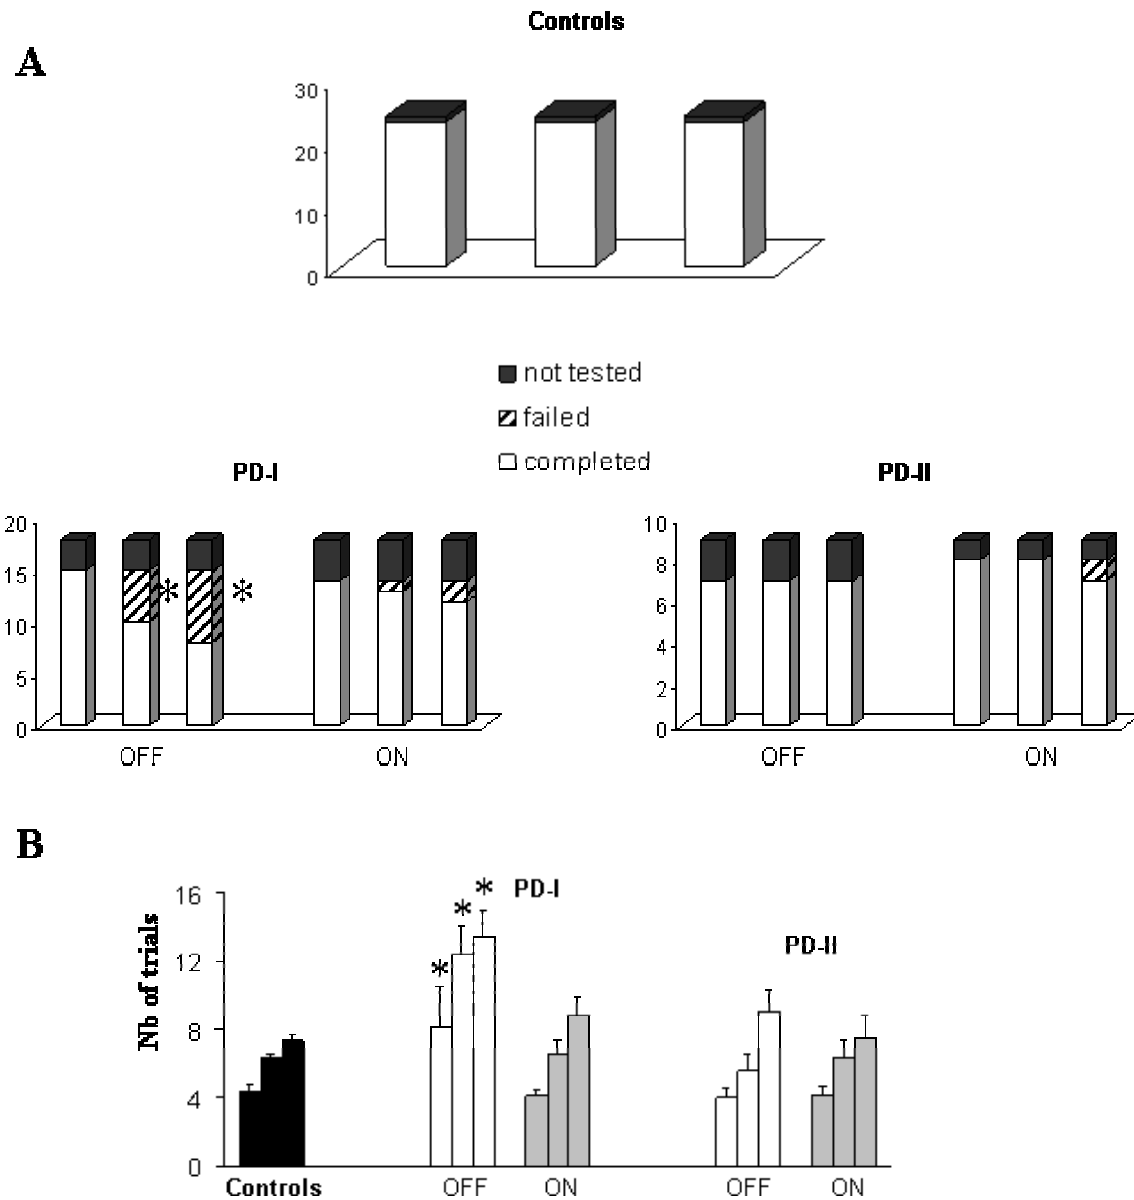 Controls
A
30
20
10
0
not tested
failed
completed
PD-I
PD-II
20
15
10
5
0
*
*
OFF
ON
10
8
6
4
2
0
OFF
ON
B
Nb of trials
16
12
8
4
0
*
*
*
PD-I
PD-II
Controls
OFF
ON
OFF
ON